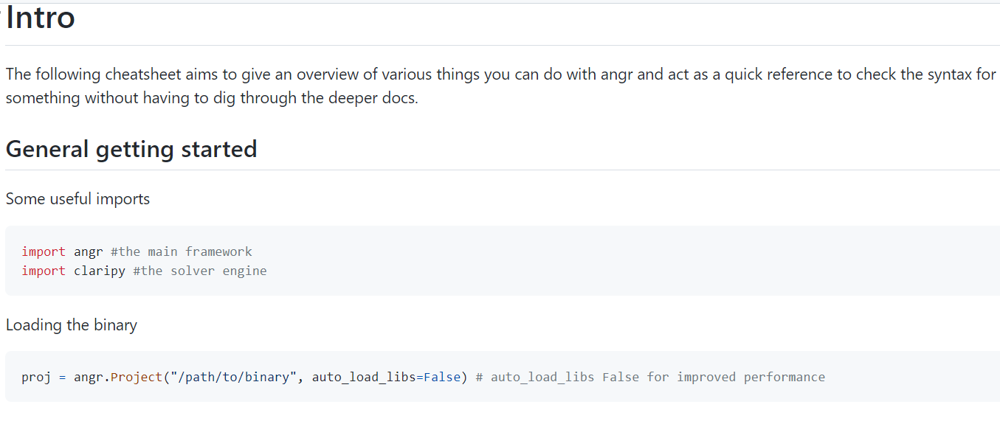 Intro
The following cheatsheet aims to give an overview of various things you can do with angr and act as a quick reference to check the syntax for
something without having to dig through the deeper docs.
General getting started
Some useful imports
import angr #the main framework
import claripy #the solver engine
Loading the binary
proj = angr.Project("/path/to/binary", auto_load_libs=False) # auto_load_libs False for improved performance